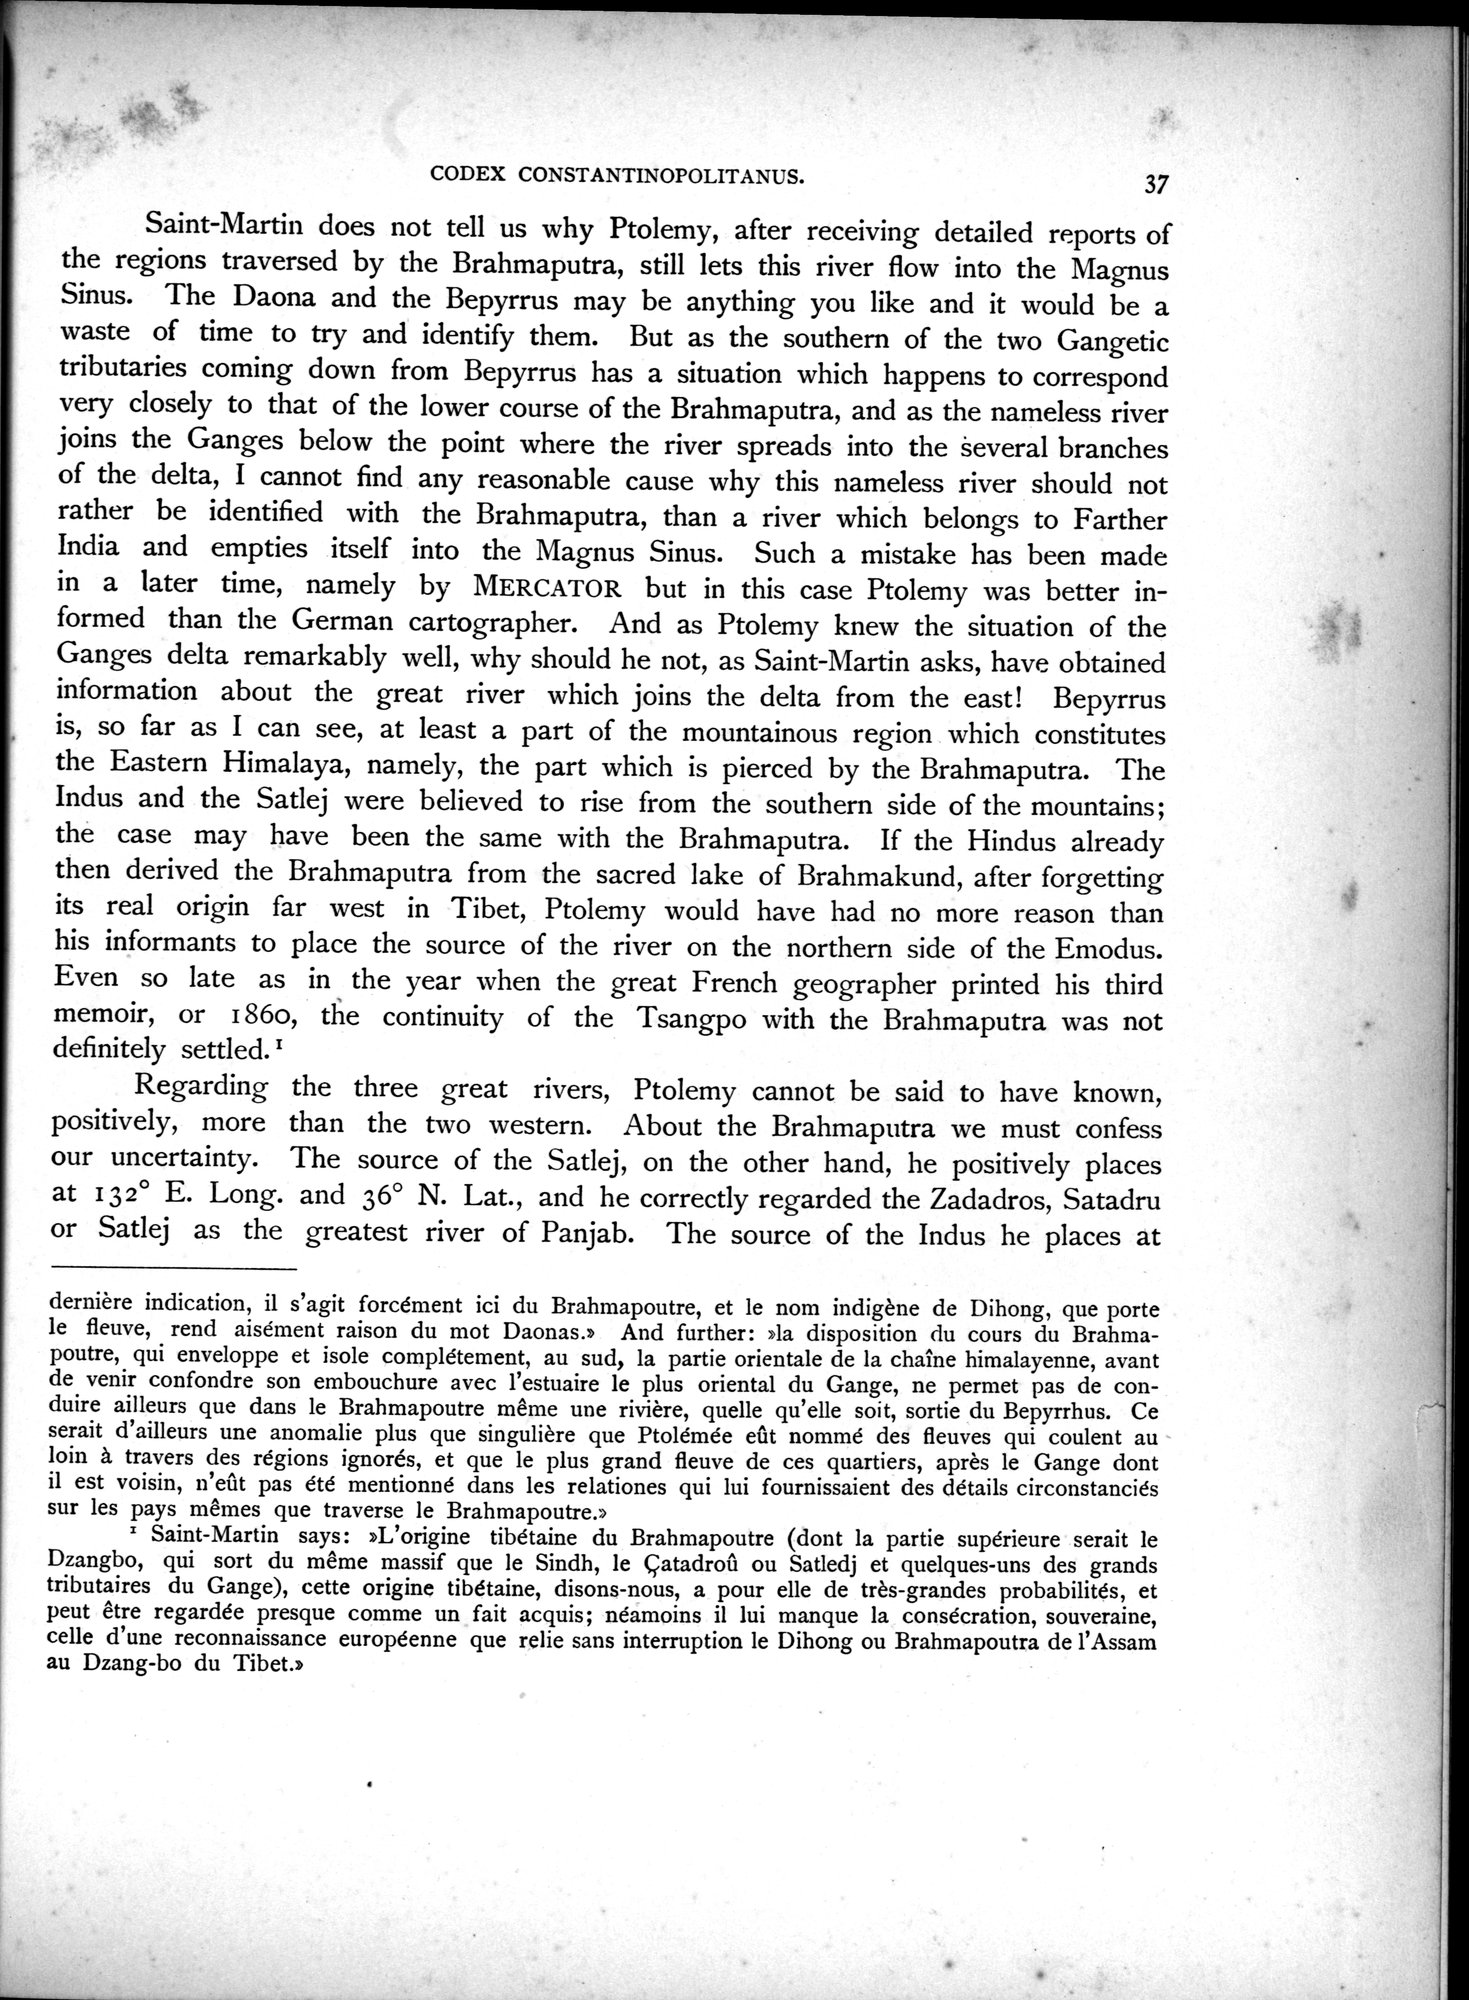 CODEX CONSTANTINOPOLITANUS.
37
Saint-Martin does not tell us why Ptolemy, after receiving detailed reports of
the regions traversed by the Brahmaputra, still lets this river flow into the Magnus
Sinus. The Daona and the Bepyrrus may be anything you like and it would be a
waste of time to try and identify them. But as the southern of the two Gangetic
tributaries coming down from Bepyrrus has a situation which happens to correspond
very closely to that of the lower course of the Brahmaputra, and as the nameless river
joins the Ganges below the point where the river spreads into the several branches
of the delta, I cannot find any reasonable cause why this nameless river should not
rather be identified with the Brahmaputra, than a river which belongs to Farther
India and empties itself into the Magnus Sinus. Such a mistake has been made
in a later time, namely by MERCATOR but in this case Ptolemy was better in-
formed than the German cartographer. And as Ptolemy knew the situation of the
Ganges delta remarkably well, why should he not, as Saint-Martin asks, have obtained
information about the great river which joins the delta from the east! Bepyrrus
is, so far as I can see, at least a part of the mountainous region which constitutes
the Eastern Himalaya, namely, the part which is pierced by the Brahmaputra. The
Indus and the Satlej were believed to rise from the southern side of the mountains;
the case may have been the same with the Brahmaputra. If the Hindus already
then derived the Brahmaputra from the sacred lake of Brahmakund, after forgetting
its real origin far west in Tibet, Ptolemy would have had no more reason than
his informants to place the source of the river on the northern side of the Emodus.
Even so late as in the year when the great French geographer printed his third
memoir, or 1860, the continuity of the Tsangpo with the Brahmaputra was not
definitely settled.¹
Regarding the three great rivers, Ptolemy cannot be said to have known,
positively, more than the two western. About the Brahmaputra we must confess
our uncertainty. The source of the Satlej, on the other hand, he positively places
at 132° E. Long. and 36° N. Lat., and he correctly regarded the Zadadros, Satadru
or Satlej as the greatest river of Panjab. The source of the Indus he places at
dernière indication, il s'agit forcément ici du Brahmapoutre, et le nom indigène de Dihong, que porte
le fleuve, rend aisément raison du mot Daonas.» And further: »la disposition du cours du Brahma-
poutre, qui enveloppe et isole complétement, au sud, la partie orientale de la chaîne himalayenne, avant
de venir confondre son embouchure avec l'estuaire le plus oriental du Gange, ne permet pas de con-
duire ailleurs que dans le Brahmapoutre même une rivière, quelle qu'elle soit, sortie du Bepyrrhus. Ce
serait d'ailleurs une anomalie plus que singulière que Ptolémée eût nommé des fleuves qui coulent au
loin à travers des régions ignorés, et que le plus grand fleuve de ces quartiers, après le Gange dont
il est voisin, n'eût pas été mentionné dans les relationes qui lui fournissaient des détails circonstanciés
sur les pays mêmes que traverse le Brahmapoutre.»
¹ Saint-Martin says: »L'origine tibétaine du Brahmapoutre (dont la partie supérieure serait le
Dzangbo, qui sort du même massif que le Sindh, le Çatadroû ou Satledj et quelques-uns des grands
tributaires du Gange), cette origine tibétaine, disons-nous, a pour elle de très-grandes probabilités, et
peut être regardée presque comme un fait acquis; néamoins il lui manque la consécration, souveraine,
celle d'une reconnaissance européenne que relie sans interruption le Dihong ou Brahmapoutra de l'Assam
au Dzang-bo du Tibet.»